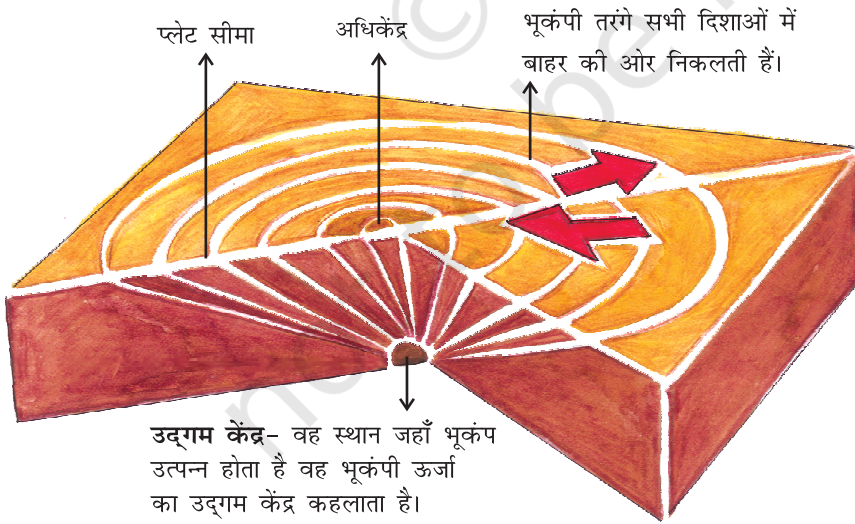 प्लेट सीमा
अधिकेंद्र
भूकंपी तरंगे सभी दिशाओं में
बाहर की ओर निकलती हैं।
उद्गम केंद्र- वह स्थान जहाँ भूकंप
उत्पन्न होता है वह भूकंपी ऊर्जा
का उद्गम केंद्र कहलाता है।